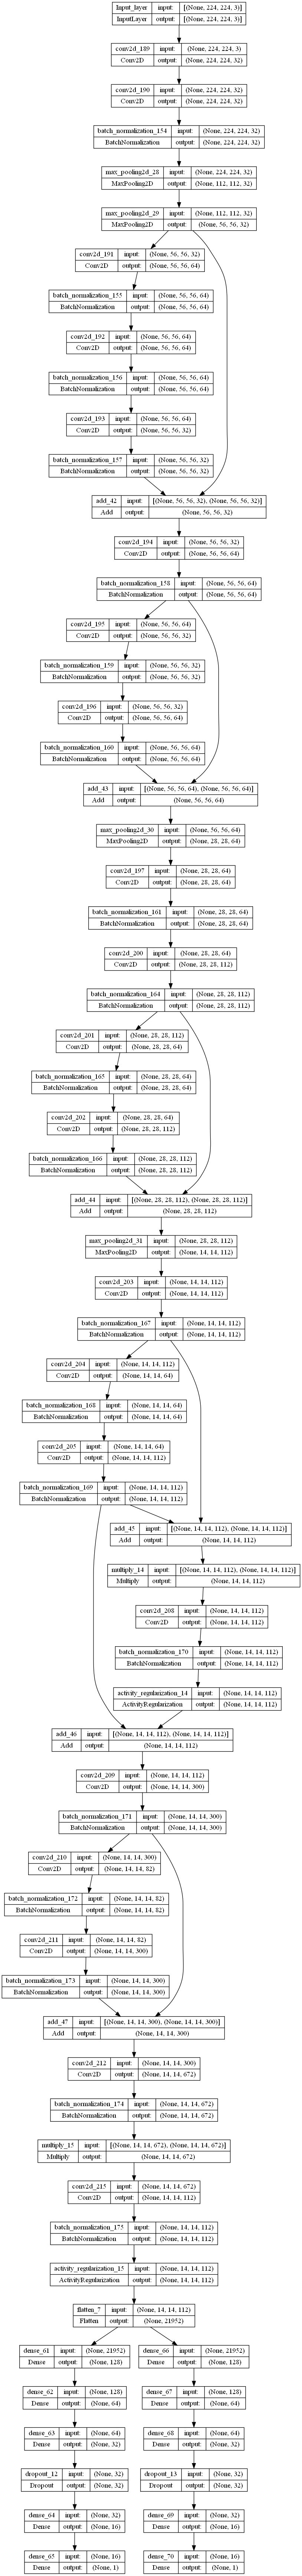 Input_layer input: [(None, 224, 224, 3)]
InputLayer output: [(None, 224, 224, 3)]
conv2d_189 input: (None, 224, 224, 3)
Conv2D output: (None, 224, 224, 32)
conv2d_190 input: (None, 224, 224, 32)
Conv2D output: (None, 224, 224, 32)
batch_normalization_154 input: (None, 224, 224, 32)
BatchNormalization output: (None, 224, 224, 32)
max_pooling2d_28 input: (None, 224, 224, 32)
MaxPooling2D output: (None, 112, 112, 32)
max_pooling2d_29 input: (None, 112, 112, 32)
MaxPooling2D output: (None, 56, 56, 32)
conv2d_191 input: (None, 56, 56, 32)
Conv2D output: (None, 56, 56, 64)
batch_normalization_155 input: (None, 56, 56, 64)
BatchNormalization output: (None, 56, 56, 64)
conv2d_192 input: (None, 56, 56, 64)
Conv2D output: (None, 56, 56, 64)
batch_normalization_156 input: (None, 56, 56, 64)
BatchNormalization output: (None, 56, 56, 64)
conv2d_193 input: (None, 56, 56, 64)
Conv2D output: (None, 56, 56, 32)
batch_normalization_157 input: (None, 56, 56, 32)
BatchNormalization output: (None, 56, 56, 32)
add_42 input: [(None, 56, 56, 32), (None, 56, 56, 32)]
Add output: (None, 56, 56, 32)
conv2d_194 input: (None, 56, 56, 32)
Conv2D output: (None, 56, 56, 64)
batch_normalization_158 input: (None, 56, 56, 64)
BatchNormalization output: (None, 56, 56, 64)
conv2d_195 input: (None, 56, 56, 64)
Conv2D output: (None, 56, 56, 32)
batch_normalization_159 input: (None, 56, 56, 32)
BatchNormalization output: (None, 56, 56, 32)
conv2d_196 input: (None, 56, 56, 32)
Conv2D output: (None, 56, 56, 64)
batch_normalization_160 input: (None, 56, 56, 64)
BatchNormalization output: (None, 56, 56, 64)
add_43 input: [(None, 56, 56, 64), (None, 56, 56, 64)]
Add output: (None, 56, 56, 64)
max_pooling2d_30 input: (None, 56, 56, 64)
MaxPooling2D output: (None, 28, 28, 64)
conv2d_197 input: (None, 28, 28, 64)
Conv2D output: (None, 28, 28, 64)
batch_normalization_161 input: (None, 28, 28, 64)
BatchNormalization output: (None, 28, 28, 64)
conv2d_200 input: (None, 28, 28, 64)
Conv2D output: (None, 28, 28, 112)
batch_normalization_164 input: (None, 28, 28, 112)
BatchNormalization output: (None, 28, 28, 112)
conv2d_201 input: (None, 28, 28, 112)
Conv2D output: (None, 28, 28, 64)
batch_normalization_165 input: (None, 28, 28, 64)
BatchNormalization output: (None, 28, 28, 64)
conv2d_202 input: (None, 28, 28, 64)
Conv2D output: (None, 28, 28, 112)
batch_normalization_166 input: (None, 28, 28, 112)
BatchNormalization output: (None, 28, 28, 112)
add_44 input: [(None, 28, 28, 112), (None, 28, 28, 112)]
Add output: (None, 28, 28, 112)
max_pooling2d_31 input: (None, 28, 28, 112)
MaxPooling2D output: (None, 14, 14, 112)
conv2d_203 input: (None, 14, 14, 112)
Conv2D output: (None, 14, 14, 112)
batch_normalization_167 input: (None, 14, 14, 112)
BatchNormalization output: (None, 14, 14, 112)
conv2d_204 input: (None, 14, 14, 112)
Conv2D output: (None, 14, 14, 64)
batch_normalization_168 input: (None, 14, 14, 64)
BatchNormalization output: (None, 14, 14, 64)
conv2d_205 input: (None, 14, 14, 64)
Conv2D output: (None, 14, 14, 112)
batch_normalization_169 input: (None, 14, 14, 112)
BatchNormalization output: (None, 14, 14, 112)
add_45 input: [(None, 14, 14, 112), (None, 14, 14, 112)]
Add output: (None, 14, 14, 112)
multiply_14 input: [(None, 14, 14, 112), (None, 14, 14, 112)]
Multiply output: (None, 14, 14, 112)
conv2d_208 input: (None, 14, 14, 112)
Conv2D output: (None, 14, 14, 112)
batch_normalization_170 input: (None, 14, 14, 112)
BatchNormalization output: (None, 14, 14, 112)
activity_regularization_14 input: (None, 14, 14, 112)
ActivityRegularization output: (None, 14, 14, 112)
add_46 input: [(None, 14, 14, 112), (None, 14, 14, 112)]
Add output: (None, 14, 14, 112)
conv2d_209 input: (None, 14, 14, 112)
Conv2D output: (None, 14, 14, 300)
batch_normalization_171 input: (None, 14, 14, 300)
BatchNormalization output: (None, 14, 14, 300)
conv2d_210 input: (None, 14, 14, 300)
Conv2D output: (None, 14, 14, 82)
batch_normalization_172 input: (None, 14, 14, 82)
BatchNormalization output: (None, 14, 14, 82)
conv2d_211 input: (None, 14, 14, 82)
Conv2D output: (None, 14, 14, 300)
batch_normalization_173 input: (None, 14, 14, 300)
BatchNormalization output: (None, 14, 14, 300)
add_47 input: [(None, 14, 14, 300), (None, 14, 14, 300)]
Add output: (None, 14, 14, 300)
conv2d_212 input: (None, 14, 14, 300)
Conv2D output: (None, 14, 14, 672)
batch_normalization_174 input: (None, 14, 14, 672)
BatchNormalization output: (None, 14, 14, 672)
multiply_15 input: [(None, 14, 14, 672), (None, 14, 14, 672)]
Multiply output: (None, 14, 14, 672)
conv2d_215 input: (None, 14, 14, 672)
Conv2D output: (None, 14, 14, 112)
batch_normalization_175 input: (None, 14, 14, 112)
BatchNormalization output: (None, 14, 14, 112)
activity_regularization_15 input: (None, 14, 14, 112)
ActivityRegularization output: (None, 14, 14, 112)
flatten_7 input: (None, 14, 14, 112)
Flatten output: (None, 21952)
dense_61 input: (None, 21952) dense_66 input: (None, 21952)
Dense output: (None, 128) Dense output: (None, 128)
dense_62 input: (None, 128) dense_67 input: (None, 128)
Dense output: (None, 64) Dense output: (None, 64)
dense_63 input: (None, 64) dense_68 input: (None, 64)
Dense output: (None, 32) Dense output: (None, 32)
dropout_12 input: (None, 32) dropout_13 input: (None, 32)
Dropout output: (None, 32) Dropout output: (None, 32)
dense_64 input: (None, 32) dense_69 input: (None, 32)
Dense output: (None, 16) Dense output: (None, 16)
dense_65 input: (None, 16) dense_70 input: (None, 16)
Dense output: (None, 1) Dense output: (None, 1)